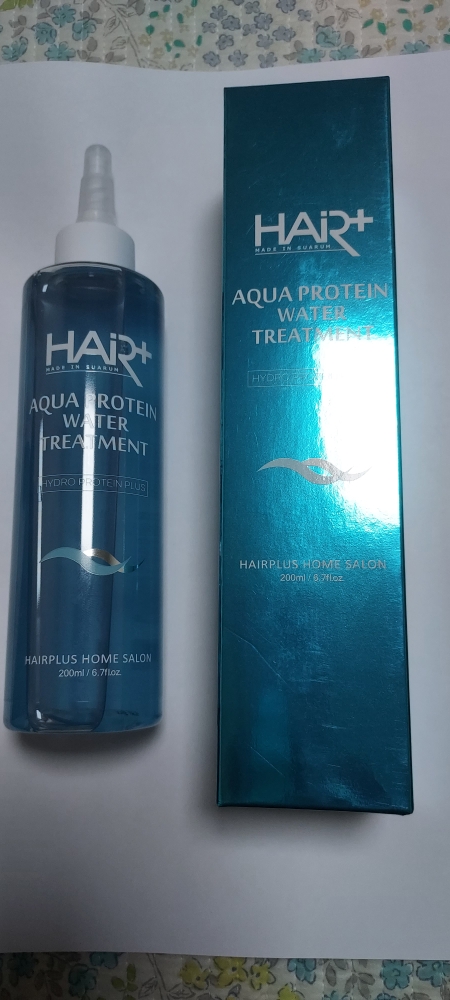 HAiR+
MADE IN SUARUM
AQUA PROTEIN
WATER
TREATMENT
HYDRO PROTEIN PLUS
HAIRPLUS HOME SALON
200ml / 6.7fl.oz.
HAiR+
MADE IN SUARUM
AQUA PROTEIN
WATER
TREATMENT
HYDRO
HAIRPLUS HOME SALON
200ml / 6.7fl.oz.